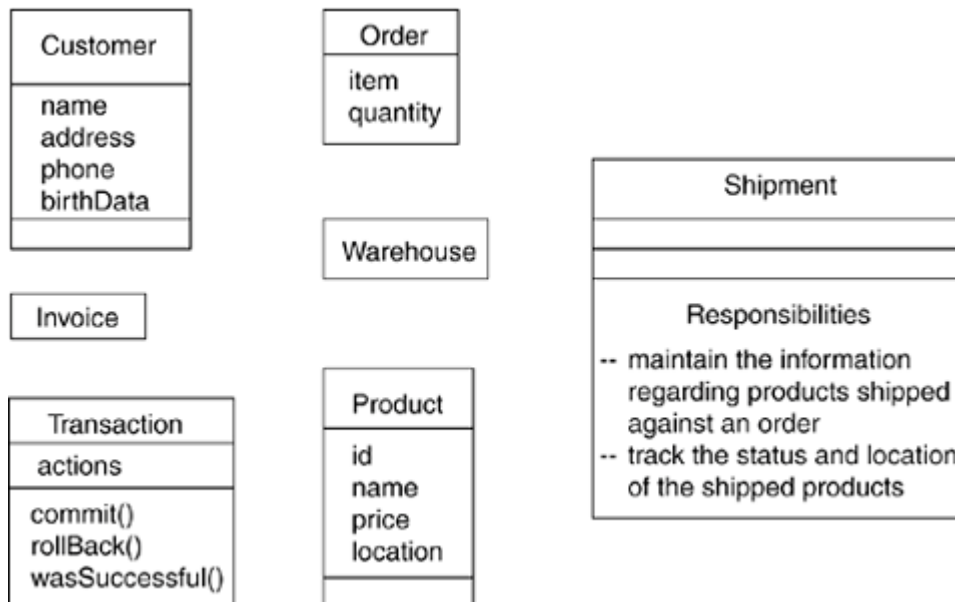 Customer
name
address
phone
birthData
Invoice
Transaction
actions
commit()
rollBack()
wasSuccessful()
Order
item
quantity
Warehouse
Product
id
name
price
location
Shipment
Responsibilities
-- maintain the information
regarding products shipped
against an order
-- track the status and location
of the shipped products